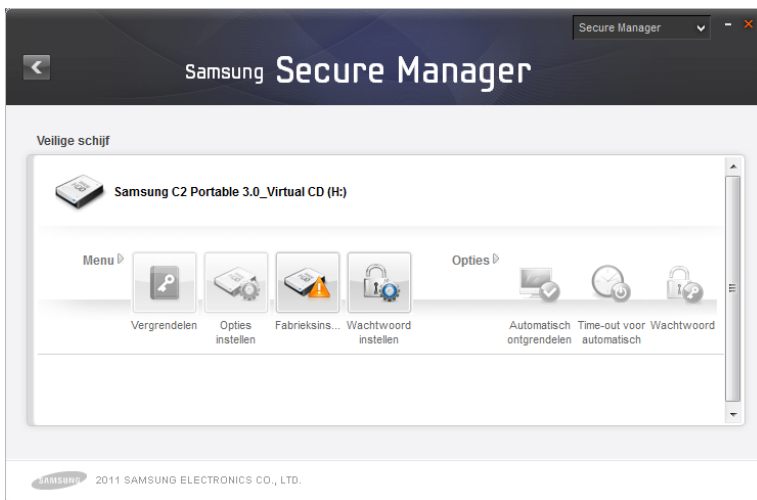 Secure Manager
Samsung Secure Manager
Veilige schijf
Samsung C2 Portable 3.0_Virtual CD (H:)
Menu
Opties
Vergrendelen
Opties
instellen
Fabrieksins...
Wachtwoord
instellen
Automatisch
ontgrendelen
Time-out voor
automatisch
Wachtwoord
SAMSUNG
2011 SAMSUNG ELECTRONICS CO., LTD.